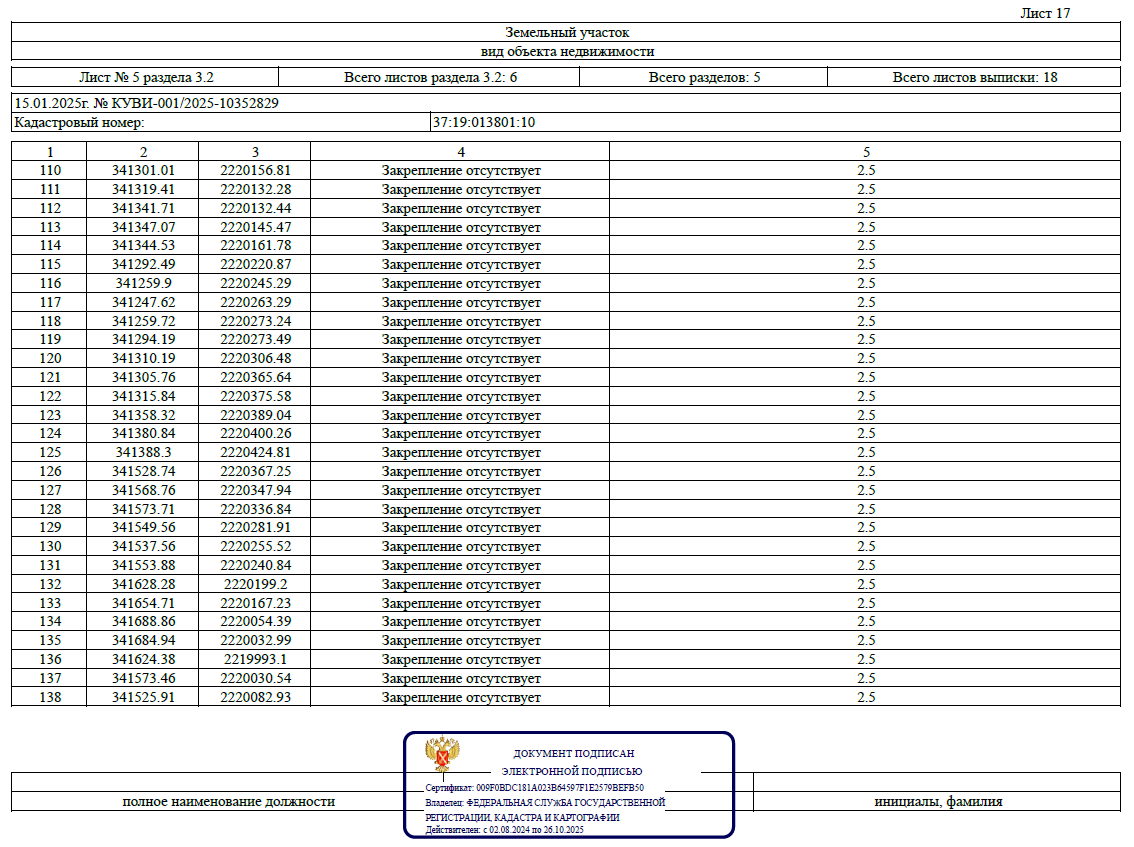 Лист 17
Земельный участок
вид объекта недвижимости
Лист № 5 раздела 3.2 Всего листов раздела 3.2: 6 Всего разделов: 5 Всего листов выписки: 18
15.01.2025г. № КУВИ-001/2025-10352829
Кадастровый номер: 37:19:013801:10
1 2 3 4 5
110 341301.01 2220156.81 Закрепление отсутствует 2.5
111 341319.41 2220132.28 Закрепление отсутствует 2.5
112 341341.71 2220132.44 Закрепление отсутствует 2.5
113 341347.07 2220145.47 Закрепление отсутствует 2.5
114 341344.53 2220161.78 Закрепление отсутствует 2.5
115 341292.49 2220220.87 Закрепление отсутствует 2.5
116 341259.9 2220245.29 Закрепление отсутствует 2.5
117 341247.62 2220263.29 Закрепление отсутствует 2.5
118 341259.72 2220273.24 Закрепление отсутствует 2.5
119 341294.19 2220273.49 Закрепление отсутствует 2.5
120 341310.19 2220306.48 Закрепление отсутствует 2.5
121 341305.76 2220365.64 Закрепление отсутствует 2.5
122 341315.84 2220375.58 Закрепление отсутствует 2.5
123 341358.32 2220389.04 Закрепление отсутствует 2.5
124 341380.84 2220400.26 Закрепление отсутствует 2.5
125 341388.3 2220424.81 Закрепление отсутствует 2.5
126 341528.74 2220367.25 Закрепление отсутствует 2.5
127 341568.76 2220347.94 Закрепление отсутствует 2.5
128 341573.71 2220336.84 Закрепление отсутствует 2.5
129 341549.56 2220281.91 Закрепление отсутствует 2.5
130 341537.56 2220255.52 Закрепление отсутствует 2.5
131 341553.88 2220240.84 Закрепление отсутствует 2.5
132 341628.28 2220199.2 Закрепление отсутствует 2.5
133 341654.71 2220167.23 Закрепление отсутствует 2.5
134 341688.86 2220054.39 Закрепление отсутствует 2.5
135 341684.94 2220032.99 Закрепление отсутствует 2.5
136 341624.38 2219993.1 Закрепление отсутствует 2.5
137 341573.46 2220030.54 Закрепление отсутствует 2.5
138 341525.91 2220082.93 Закрепление отсутствует 2.5
ДОКУМЕНТ ПОДПИСАН
ЭЛЕКТРОННОЙ ПОДПИСЬЮ
Сертификат: 009F0BDC181A023B64597F1E2579BEFB50
полное наименование должности Владелец: ФЕДЕРАЛЬНАЯ СЛУЖБА ГОСУДАРСТВЕННОЙ инициалы, фамилия
РЕГИСТРАЦИИ, КАДАСТРА И КАРТОГРАФИИ
Действителен: с 02.08.2024 по 26.10.2025